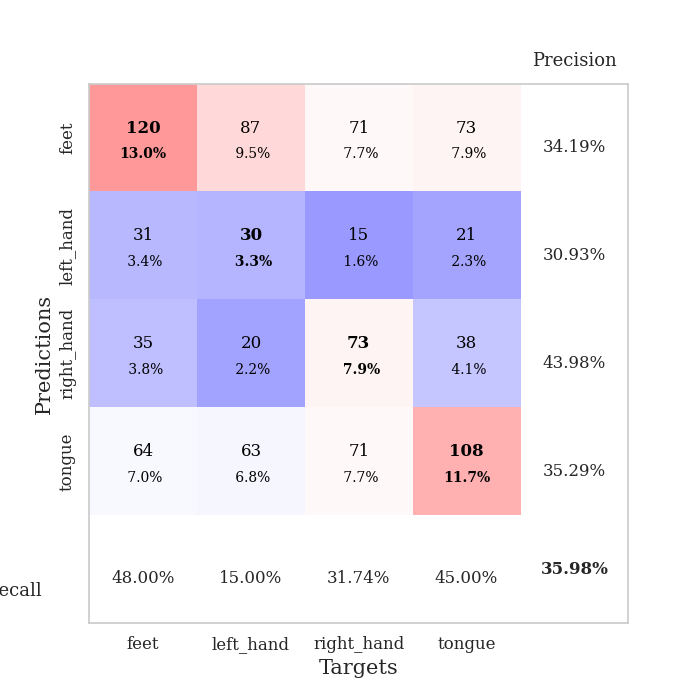 Precision
feet
120 87 71 73
13.0% 9.5% 7.7% 7.9%
34.19%
left_hand
31 30 15 21
3.4% 3.3% 1.6% 2.3%
30.93%
Predictions
right_hand
35 20 73 38
3.8% 2.2% 7.9% 4.1%
43.98%
tongue
64 63 71 108
7.0% 6.8% 7.7% 11.7%
35.29%
ecall
48.00% 15.00% 31.74% 45.00% 35.98%
feet left_hand right_hand tongue
Targets